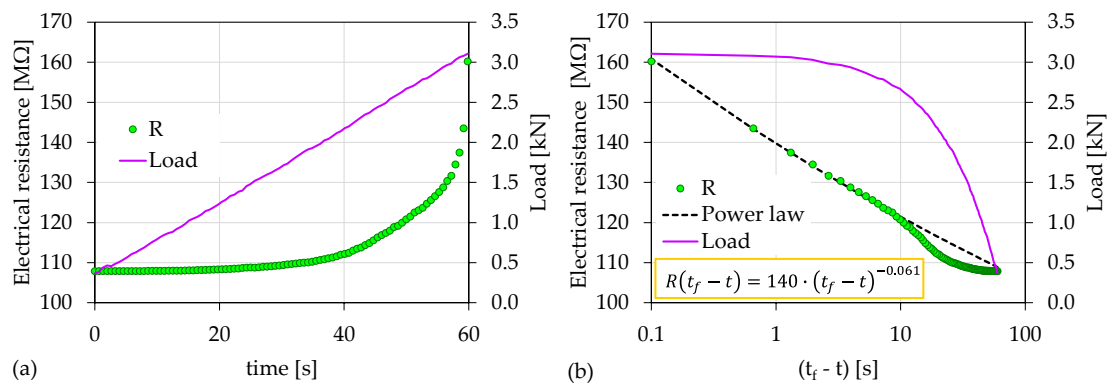 170
160
150
140
130
120
110
100
Electrical resistance [MΩ]
3.5
3.0
2.5
2.0
1.5
1.0
0.5
0.0
Load [kN]
R
Load
0
20
40
60
time [s]
(a)
170
160
150
140
130
120
110
100
Electrical resistance [MΩ]
3.5
3.0
2.5
2.0
1.5
1.0
0.5
0.0
Load [kN]
R
Power law
Load
R(t_f − t) = 140 · (t_f − t)^−0.061
0.1
1
10
100
(t_f - t) [s]
(b)